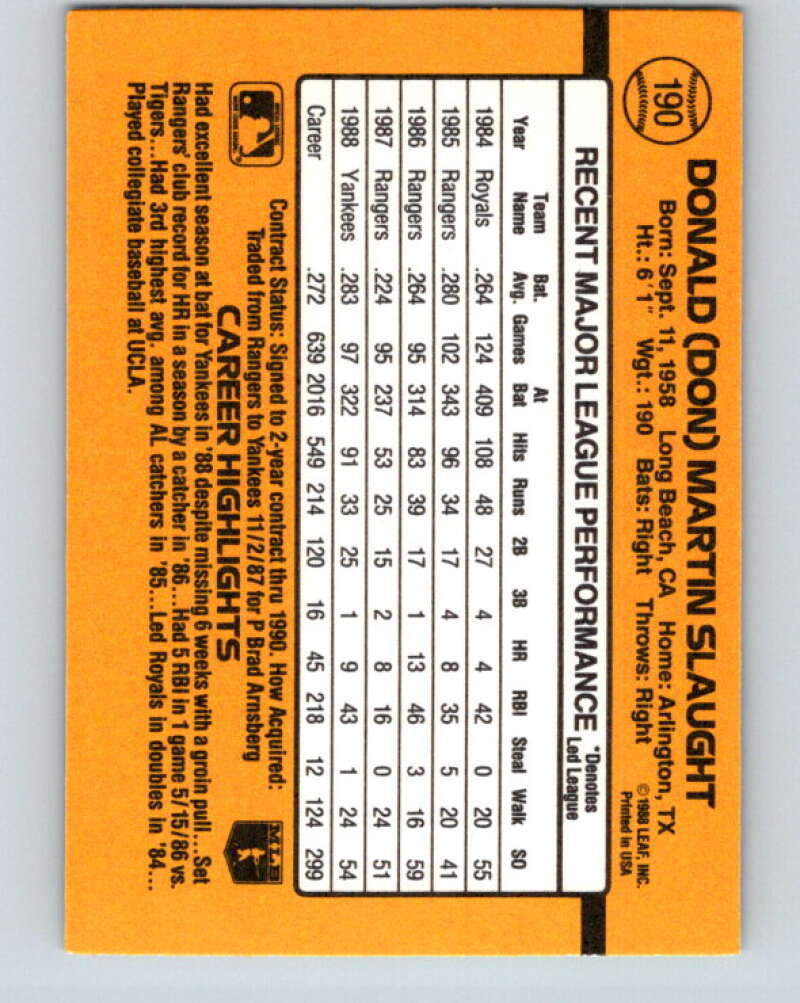 190
DONALD (DON) MARTIN SLAUGHT
Born: Sept. 11, 1958 Long Beach, CA Home: Arlington, TX
Ht.: 6'1" Wgt.: 190 Bats: Right Throws: Right
©1988 LEAF, INC.
Printed in USA
RECENT MAJOR LEAGUE PERFORMANCE *Denotes Led League
Year Team Name Bat. Avg. Games At Bat Hits Runs 2B 3B HR RBI Steal Walk SO
1984 Royals .264 124 409 108 48 27 4 4 42 0 20 55
1985 Rangers .280 102 343 96 34 17 4 8 35 5 20 41
1986 Rangers .264 95 314 83 39 17 1 13 46 3 16 59
1987 Rangers .224 95 237 53 25 15 2 8 16 0 24 51
1988 Yankees .283 97 322 91 33 25 1 9 43 1 24 54
Career .272 639 2016 549 214 120 16 45 218 12 124 299
Contract Status: Signed to 2-year contract thru 1990. How Acquired:
Traded from Rangers to Yankees 11/2/87 for P Brad Arnsberg
MLB
CAREER HIGHLIGHTS
Had excellent season at bat for Yankees in '88 despite missing 6 weeks with a groin pull...Set
Rangers' club record for HR in a season by a catcher in '86...Had 5 RBI in 1 game 5/15/86 vs.
Tigers...Had 3rd highest avg. among AL catchers in '85...Led Royals in doubles in '84...
Played collegiate baseball at UCLA.